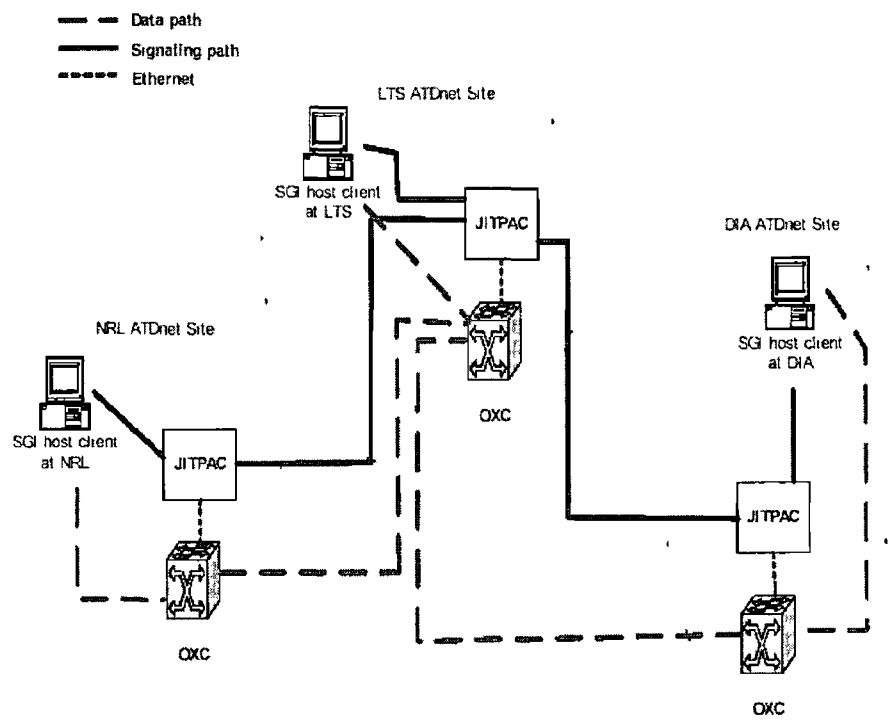 Data path
Signaling path
Ethernet
LTS ATDnet Site
SGI host client
at LTS
JITPAC
DIA ATDnet Site
NRL ATDnet Site
SGI host client
at DIA
OXC
SGI host client
at NRL
JITPAC
JITPAC
OXC
OXC